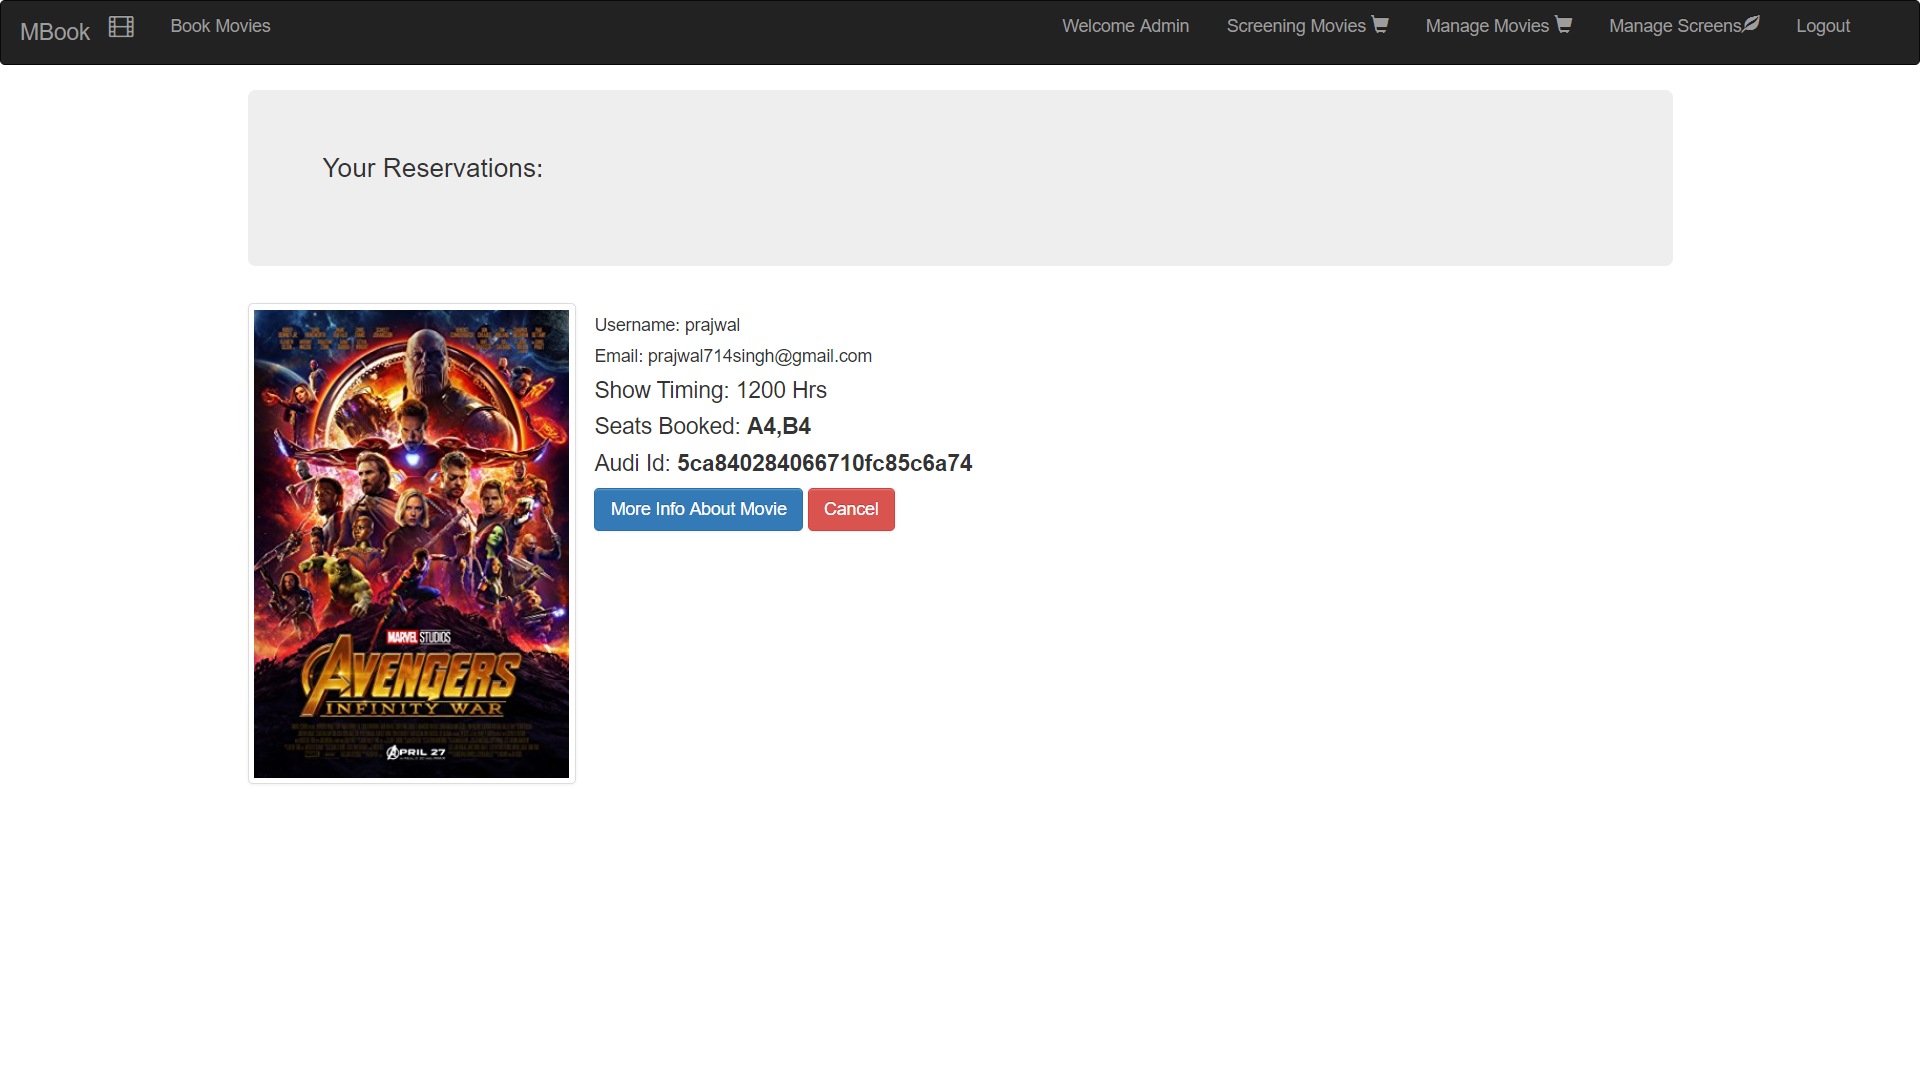 MBook Book Movies Welcome Admin Screening Movies Manage Movies Manage Screens Logout
Your Reservations:
Username: prajwal
Email: prajwal714singh@gmail.com
Show Timing: 1200 Hrs
Seats Booked: A4,B4
Audi Id: 5ca840284066710fc85c6a74
More Info About Movie Cancel
MARVEL STUDIOS
AVENGERS
INFINITY WAR
APRIL 27